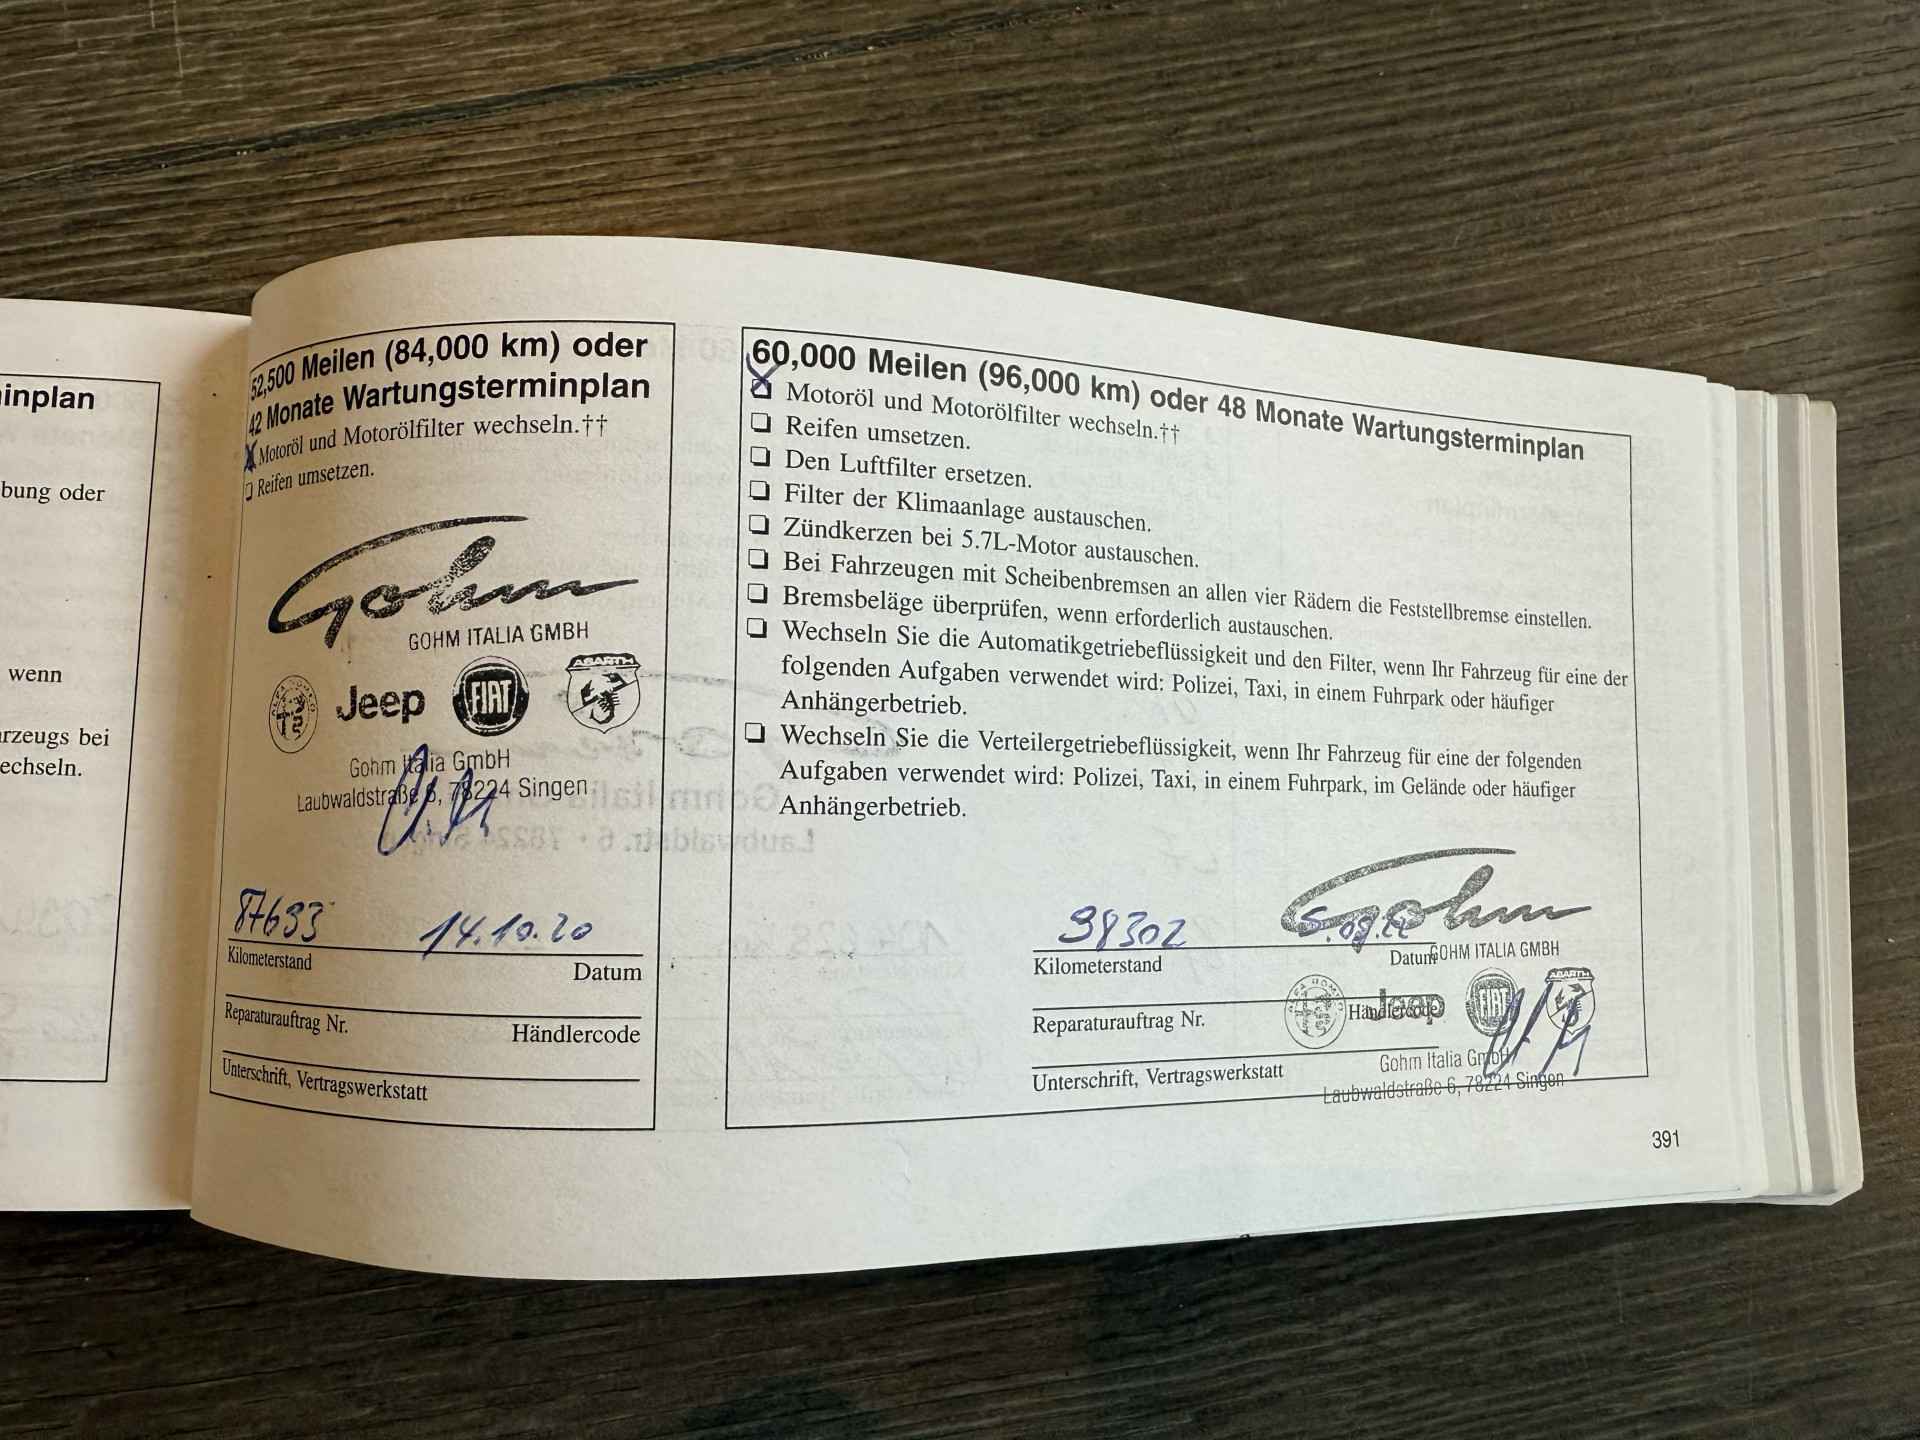 inplan
bung oder
wenn
rzeugs bei
echseln.
52,500 Meilen (84,000 km) oder
42 Monate Wartungsterminplan
Motoröl und Motorölfilter wechseln.††
❏ Reifen umsetzen.
Gohm
GOHM ITALIA GMBH
ALFA ROMEO
Jeep
FIAT
ABARTH
Gohm Italia GmbH
Laubwaldstraße 6, 78224 Singen
87633 14.10.20
Kilometerstand Datum
Reparaturauftrag Nr. Händlercode
Unterschrift, Vertragswerkstatt
60,000 Meilen (96,000 km) oder 48 Monate Wartungsterminplan
❏ Motoröl und Motorölfilter wechseln.††
❏ Reifen umsetzen.
❏ Den Luftfilter ersetzen.
❏ Filter der Klimaanlage austauschen.
❏ Zündkerzen bei 5.7L-Motor austauschen.
❏ Bei Fahrzeugen mit Scheibenbremsen an allen vier Rädern die Feststellbremse einstellen.
❏ Bremsbeläge überprüfen, wenn erforderlich austauschen.
❏ Wechseln Sie die Automatikgetriebeflüssigkeit und den Filter, wenn Ihr Fahrzeug für eine der
folgenden Aufgaben verwendet wird: Polizei, Taxi, in einem Fuhrpark oder häufiger
Anhängerbetrieb.
❏ Wechseln Sie die Verteilergetriebeflüssigkeit, wenn Ihr Fahrzeug für eine der folgenden
Aufgaben verwendet wird: Polizei, Taxi, in einem Fuhrpark, im Gelände oder häufiger
Anhängerbetrieb.
Gohm
98302
Kilometerstand Datum
GOHM ITALIA GMBH
ALFA ROMEO
Jeep
FIAT
ABARTH
Reparaturauftrag Nr. Händlercode
Gohm Italia GmbH
Unterschrift, Vertragswerkstatt
Laubwaldstraße 6, 78224 Singen
391